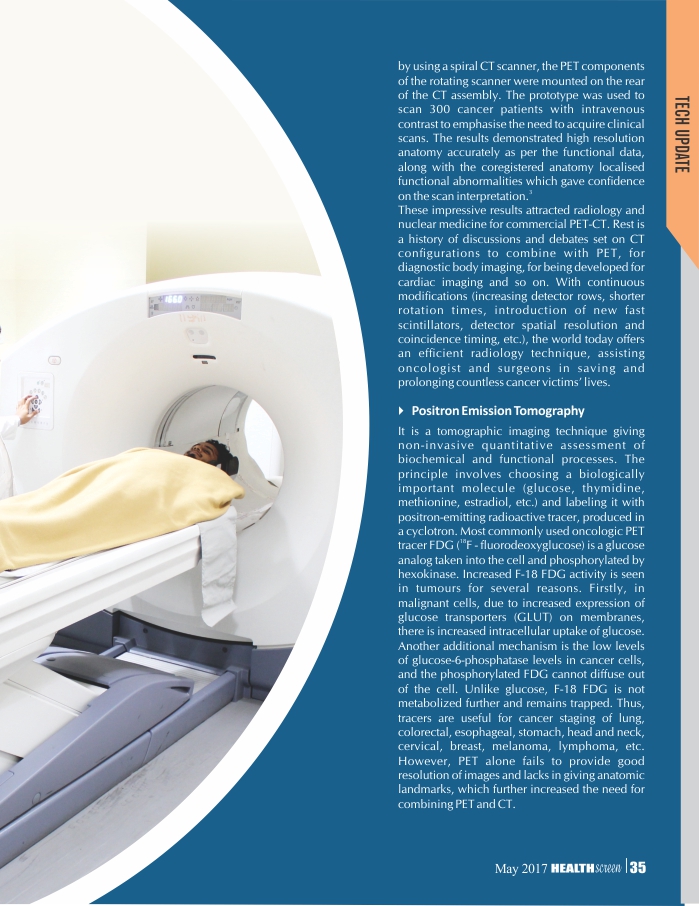 by using a spiral CT scanner, the PET components
of the rotating scanner were mounted on the rear
of the CT assembly. The prototype was used to
scan 300 cancer patients with intravenous
contrast to emphasise the need to acquire clinical
scans. The results demonstrated high resolution
anatomy accurately as per the functional data,
along with the coregistered anatomy localised
functional abnormalities which gave confidence
on the scan interpretation.³
These impressive results attracted radiology and
nuclear medicine for commercial PET-CT. Rest is
a history of discussions and debates set on CT
configurations to combine with PET, for
diagnostic body imaging, for being developed for
cardiac imaging and so on. With continuous
modifications (increasing detector rows, shorter
rotation times, introduction of new fast
scintillators, detector spatial resolution and
coincidence timing, etc.), the world today offers
an efficient radiology technique, assisting
oncologist and surgeons in saving and
prolonging countless cancer victims' lives.
Positron Emission Tomography
It is a tomographic imaging technique giving
non-invasive quantitative assessment of
biochemical and functional processes. The
principle involves choosing a biologically
important molecule (glucose, thymidine,
methionine, estradiol, etc.) and labeling it with
positron-emitting radioactive tracer, produced in
a cyclotron. Most commonly used oncologic PET
tracer FDG (¹⁸F - fluorodeoxyglucose) is a glucose
analog taken into the cell and phosphorylated by
hexokinase. Increased F-18 FDG activity is seen
in tumours for several reasons. Firstly, in
malignant cells, due to increased expression of
glucose transporters (GLUT) on membranes,
there is increased intracellular uptake of glucose.
Another additional mechanism is the low levels
of glucose-6-phosphatase levels in cancer cells,
and the phosphorylated FDG cannot diffuse out
of the cell. Unlike glucose, F-18 FDG is not
metabolized further and remains trapped. Thus,
tracers are useful for cancer staging of lung,
colorectal, esophageal, stomach, head and neck,
cervical, breast, melanoma, lymphoma, etc.
However, PET alone fails to provide good
resolution of images and lacks in giving anatomic
landmarks, which further increased the need for
combining PET and CT.
TECH UPDATE
May 2017 HEALTH screen 35